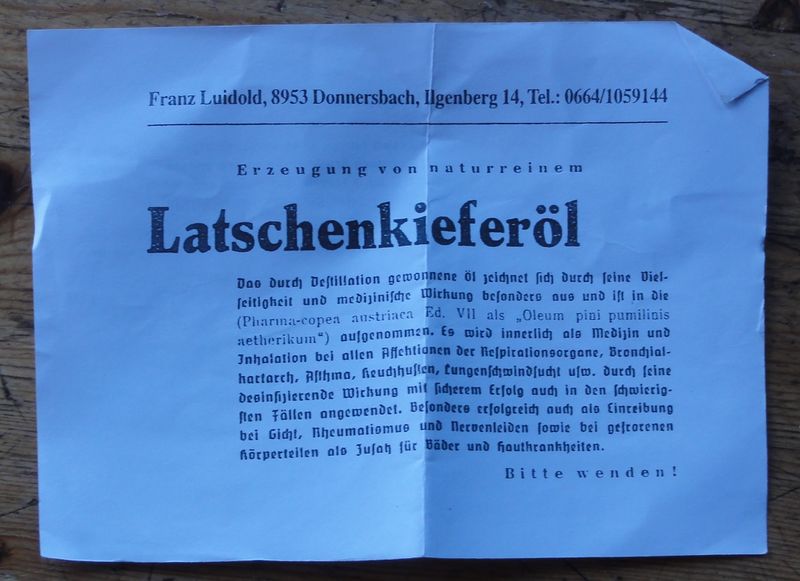 Franz Luidold, 8953 Donnersbach, Ilgenberg 14, Tel.: 0664/1059144
Erzeugung von naturreinem
Latschenkieferöl
Das durch Destillation gewonnene Öl zeichnet sich durch seine Viel-
seitigkeit und medizinische Wirkung besonders aus und ist in die
(Pharma-copea austriaca Ed. VII als „Oleum pini pumilinis
aetherikum“) aufgenommen. Es wird innerlich als Medizin und
Inhalation bei allen Affektionen der Respirationsorgane, Bronchial-
kartarch, Asthma, Keuchhusten, Lungenschwindsucht usw. durch seine
desinfizierende Wirkung mit sicherem Erfolg auch in den schwierig-
sten Fällen angewendet. Besonders erfolgreich auch als Einreibung
bei Gicht, Rheumatismus und Nervenleiden sowie bei gefrorenen
Körperteilen als Zusatz für Bäder und Hautkrankheiten.
Bitte wenden!